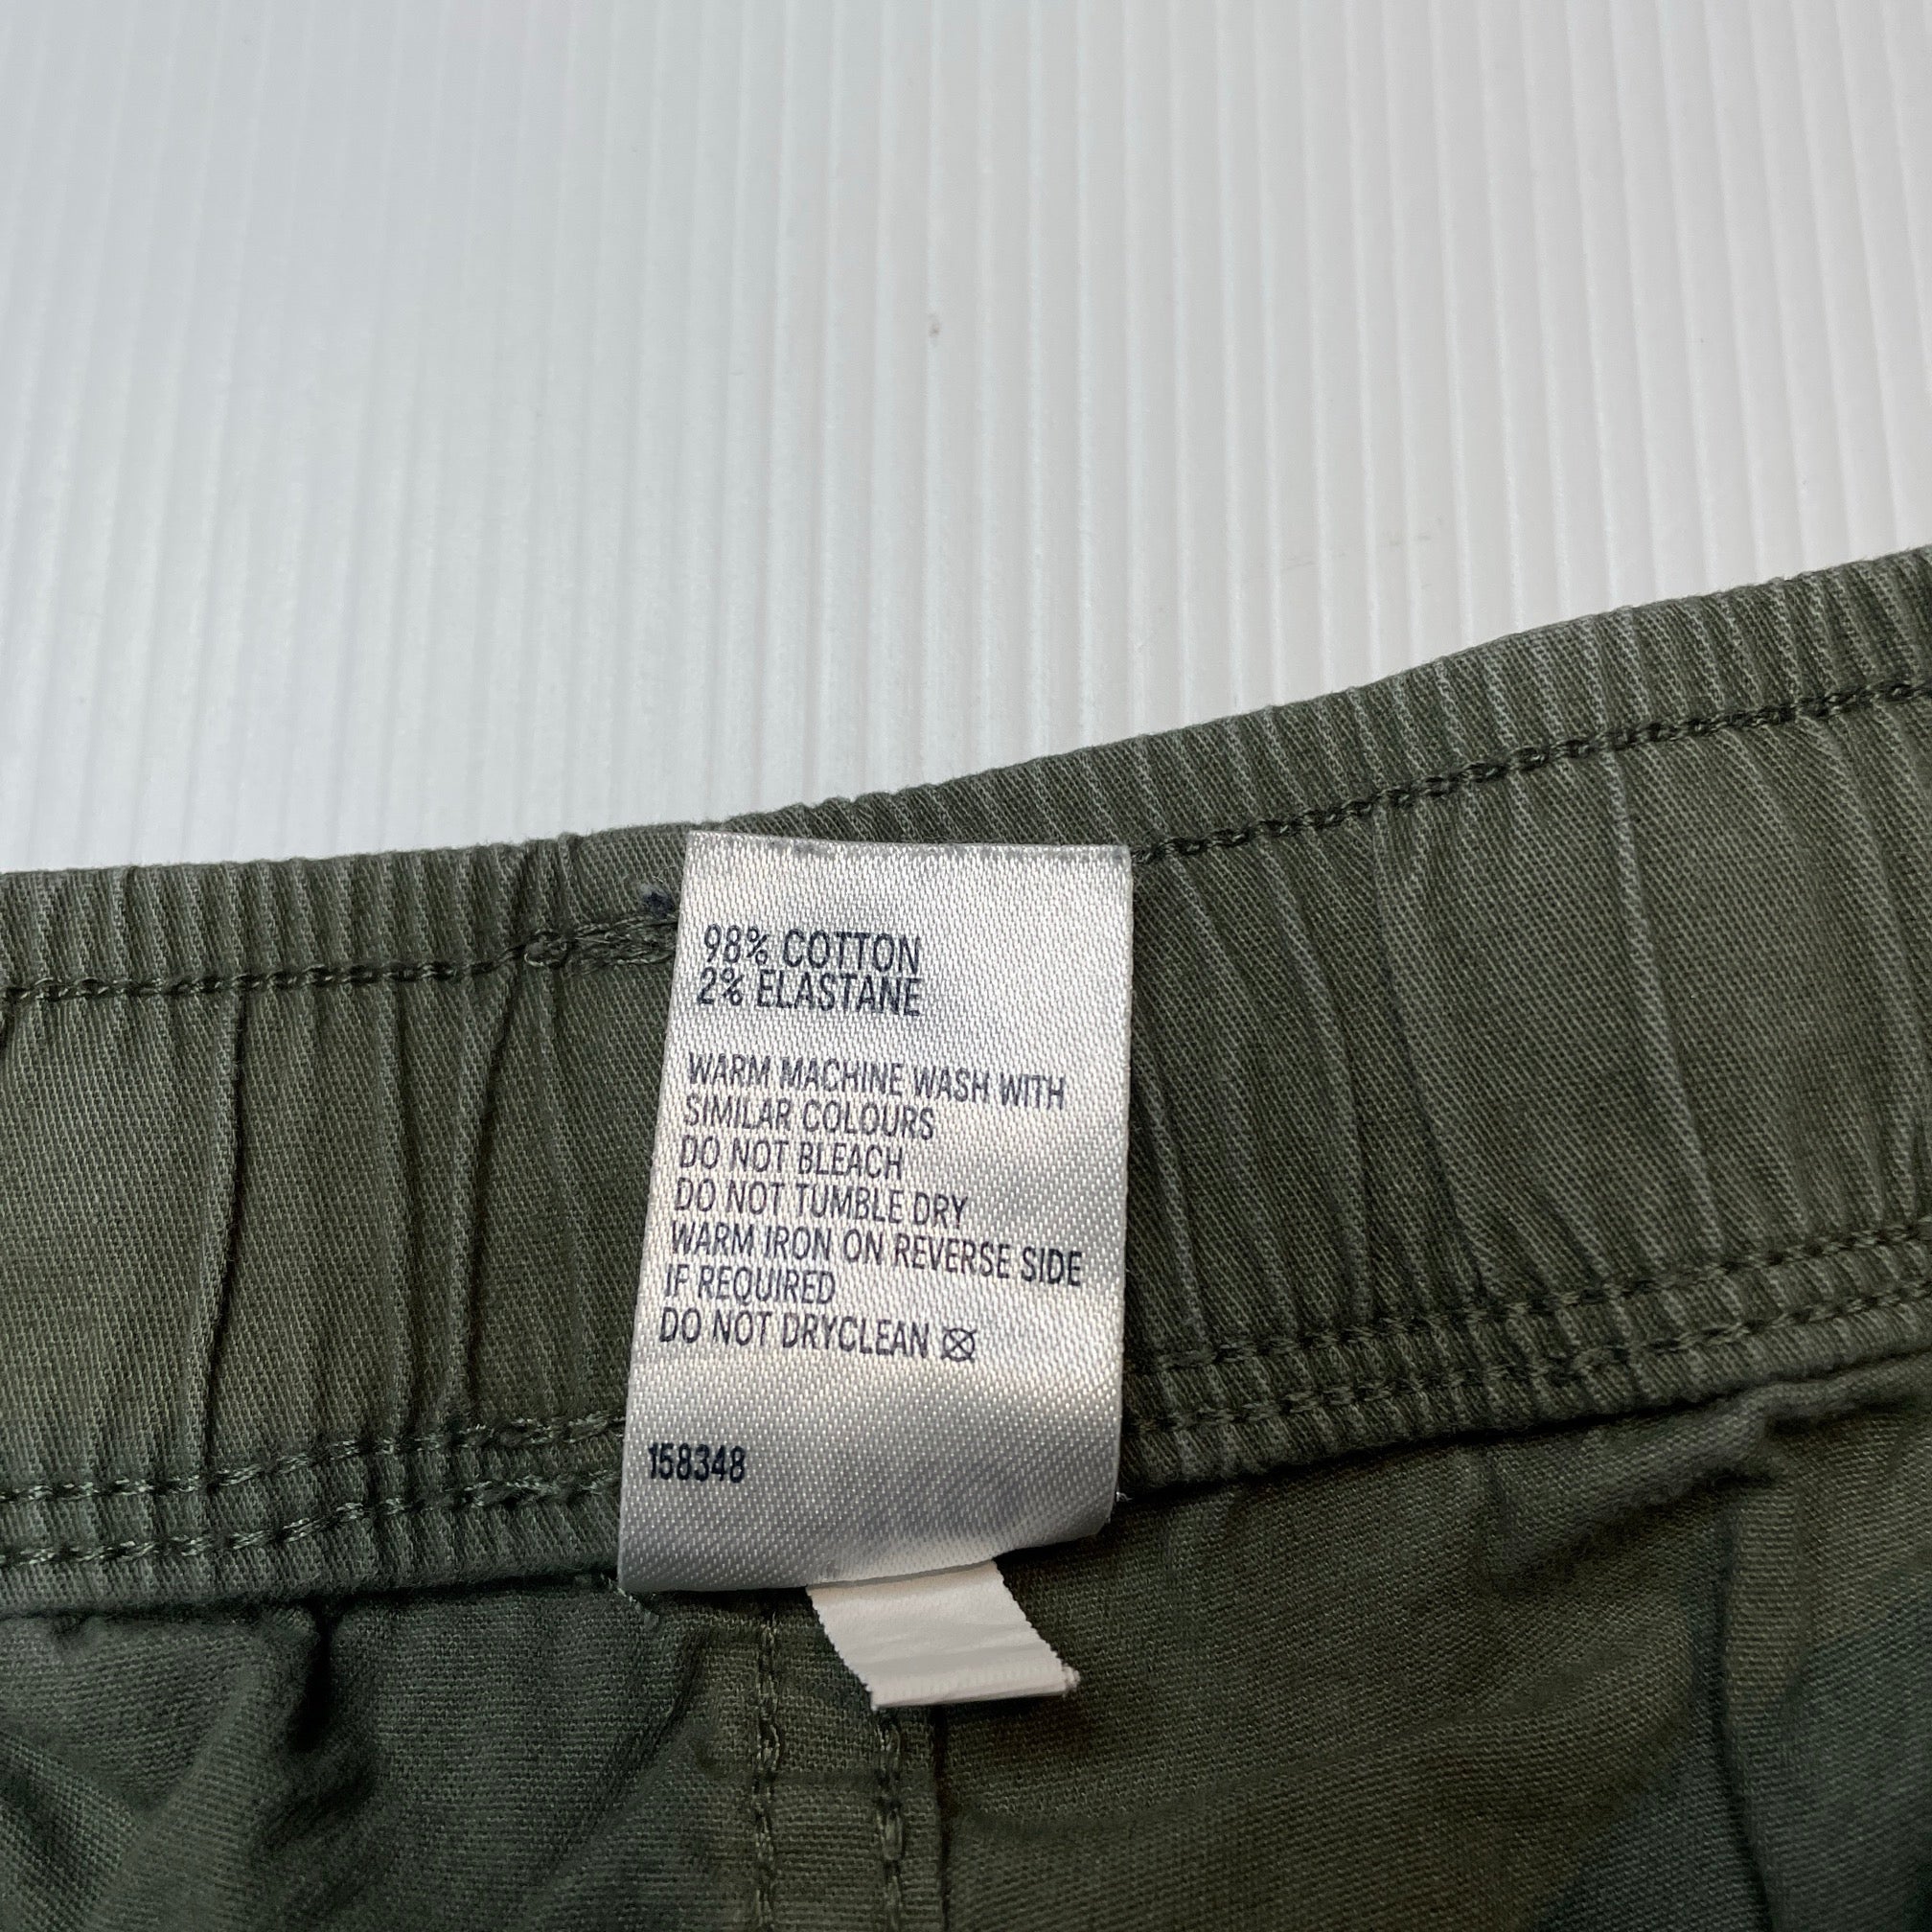 98% COTTON
2% ELASTANE
WARM MACHINE WASH WITH
SIMILAR COLOURS
DO NOT BLEACH
DO NOT TUMBLE DRY
WARM IRON ON REVERSE SIDE
IF REQUIRED
DO NOT DRYCLEAN
158348